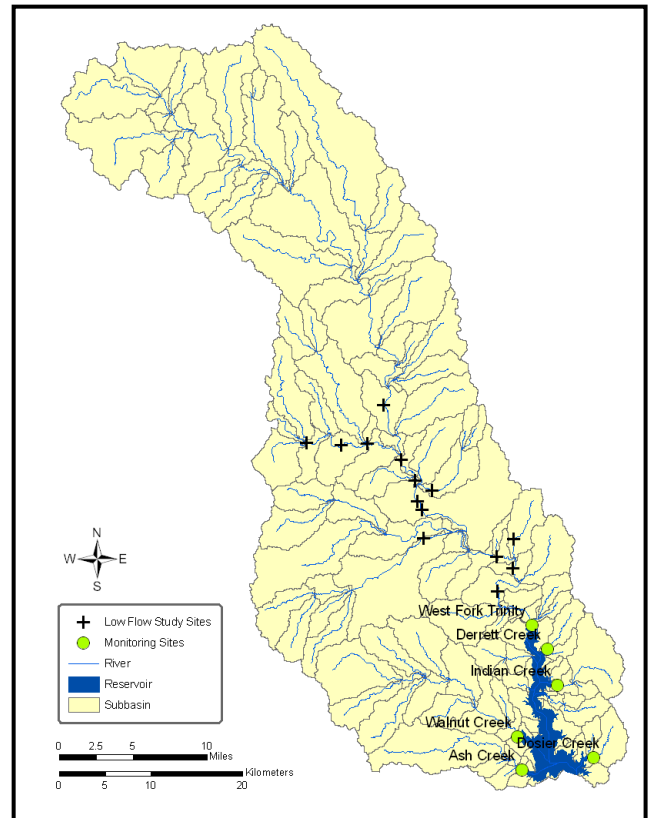 West Fork Trinity
Derrett Creek
Indian Creek
Walnut Creek
Dosier Creek
Ash Creek
N
W E
S
Low Flow Study Sites
Monitoring Sites
River
Reservoir
Subbasin
0 2.5 5 10
Miles
Kilometers
0 5 10 20